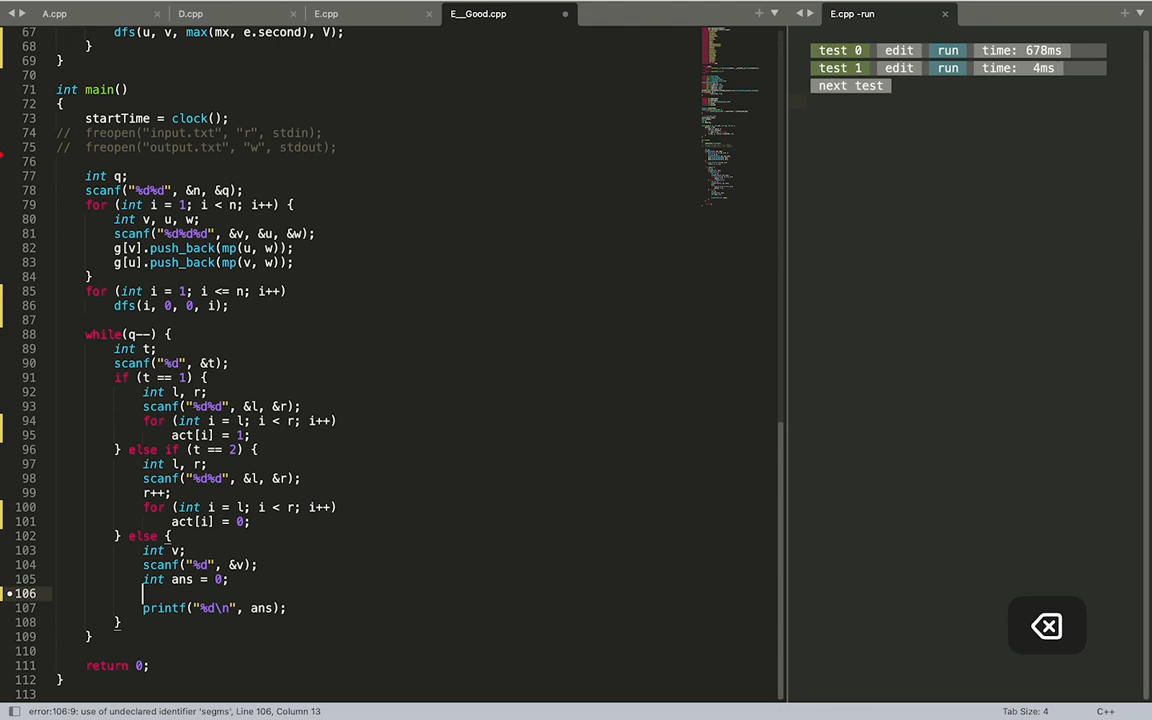 A.cpp
D.cpp
E.cpp
E__Good.cpp
67 dfs(u, v, max(mx, e.second), V);
68 }
69 }
70
71 int main()
72 {
73 startTime = clock();
74 // freopen("input.txt", "r", stdin);
75 // freopen("output.txt", "w", stdout);
76
77 int q;
78 scanf("%d%d", &n, &q);
79 for (int i = 1; i < n; i++) {
80 int v, u, w;
81 scanf("%d%d%d", &v, &u, &w);
82 g[v].push_back(mp(u, w));
83 g[u].push_back(mp(v, w));
84 }
85 for (int i = 1; i <= n; i++)
86 dfs(i, 0, 0, i);
87
88 while(q--) {
89 int t;
90 scanf("%d", &t);
91 if (t == 1) {
92 int l, r;
93 scanf("%d%d", &l, &r);
94 for (int i = l; i < r; i++)
95 act[i] = 1;
96 } else if (t == 2) {
97 int l, r;
98 scanf("%d%d", &l, &r);
99 r++;
100 for (int i = l; i < r; i++)
101 act[i] = 0;
102 } else {
103 int v;
104 scanf("%d", &v);
105 int ans = 0;
106
107 printf("%d\n", ans);
108 }
109 }
110
111 return 0;
112 }
113
error:106:9: use of undeclared identifier 'segms', Line 106, Column 13
E.cpp -run
test 0 edit run time: 678ms
test 1 edit run time: 4ms
next test
Tab Size: 4
C++